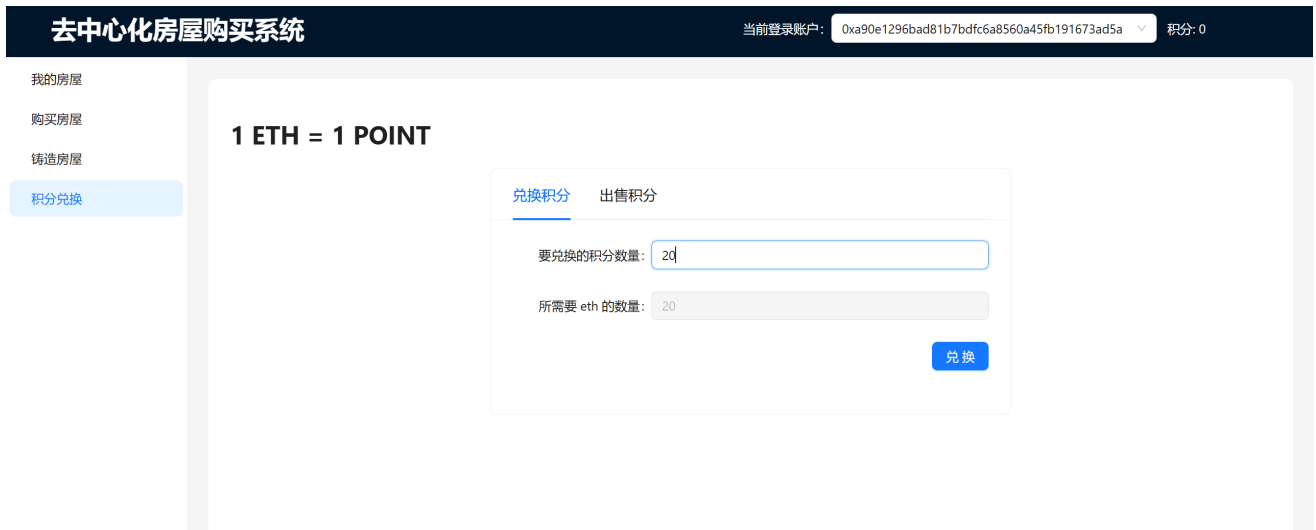 去中心化房屋购买系统
当前登录账户: 0xa90e1296bad81b7bdfc6a8560a45fb191673ad5a 积分: 0
我的房屋
购买房屋
铸造房屋
积分兑换
1 ETH = 1 POINT
兑换积分 出售积分
要兑换的积分数量: 20
所需要 eth 的数量: 20
兑 换